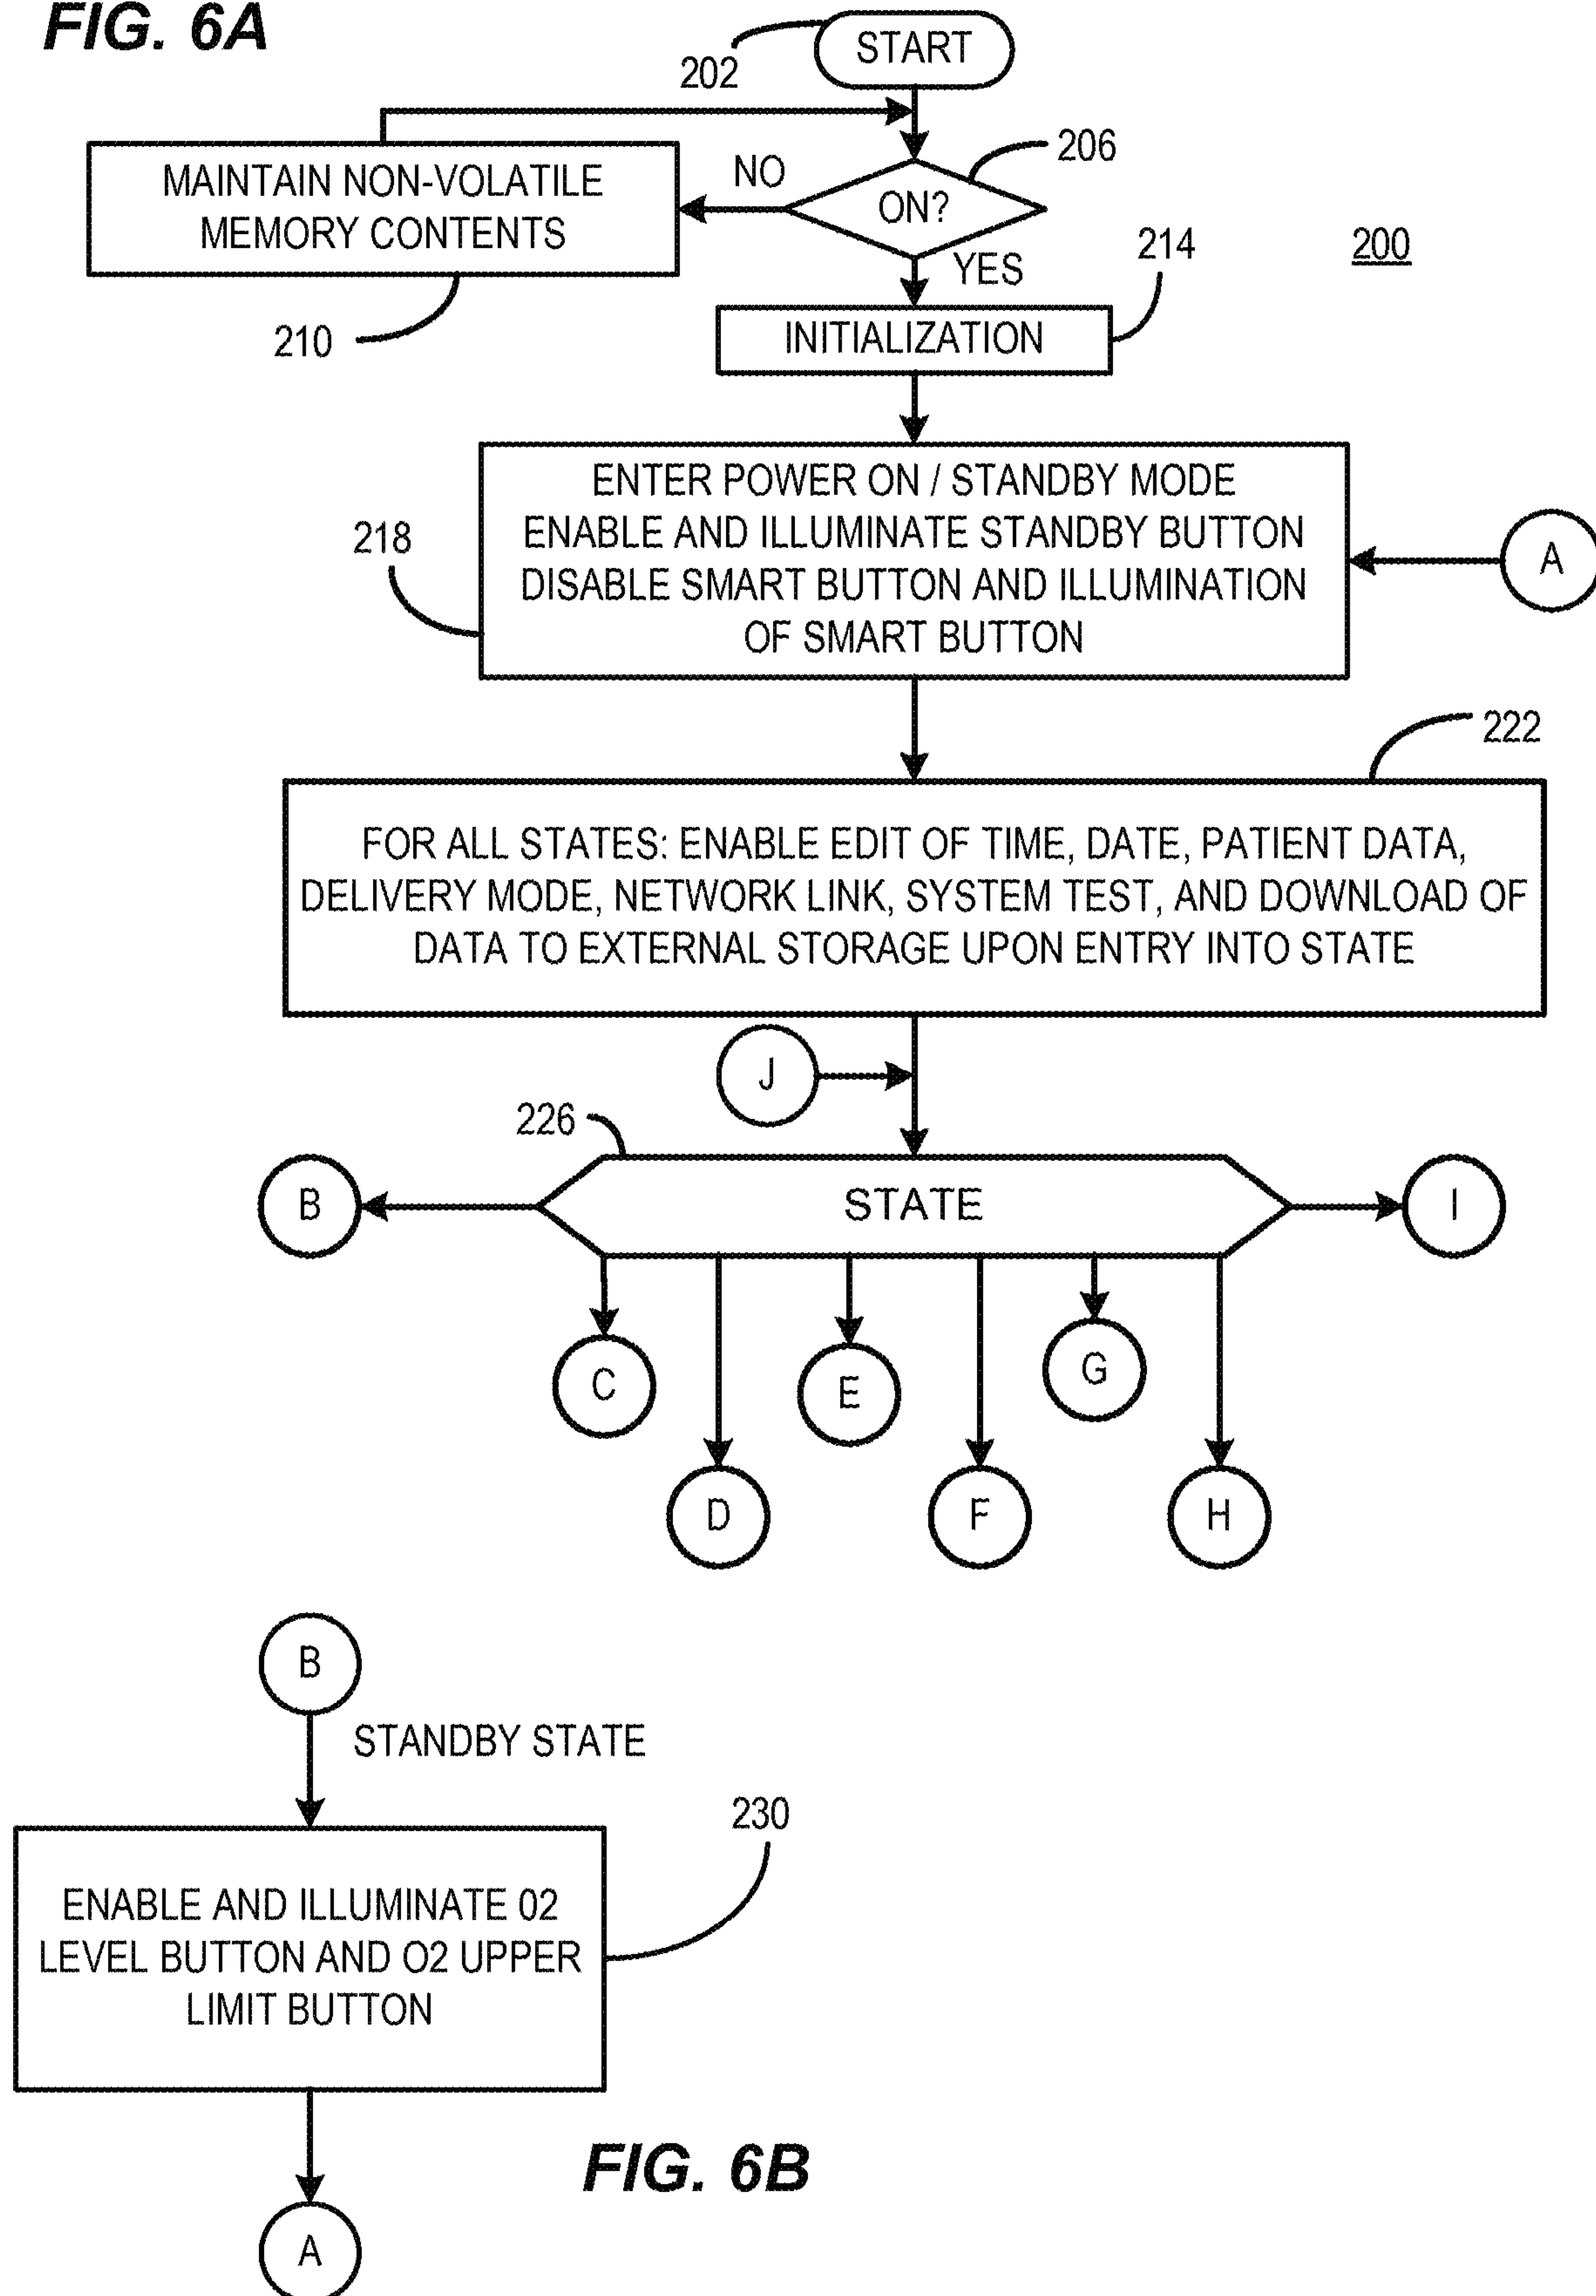 FIG. 6A
START
202
206
NO
MAINTAIN NON-VOLATILE
MEMORY CONTENTS
ON?
214
200
YES
210
INITIALIZATION
ENTER POWER ON / STANDBY MODE
ENABLE AND ILLUMINATE STANDBY BUTTON
DISABLE SMART BUTTON AND ILLUMINATION
OF SMART BUTTON
218
A
222
FOR ALL STATES: ENABLE EDIT OF TIME, DATE, PATIENT DATA,
DELIVERY MODE, NETWORK LINK, SYSTEM TEST, AND DOWNLOAD OF
DATA TO EXTERNAL STORAGE UPON ENTRY INTO STATE
J
226
B
STATE
I
C
E
G
D
F
H
B
STANDBY STATE
230
ENABLE AND ILLUMINATE 02
LEVEL BUTTON AND O2 UPPER
LIMIT BUTTON
FIG. 6B
A